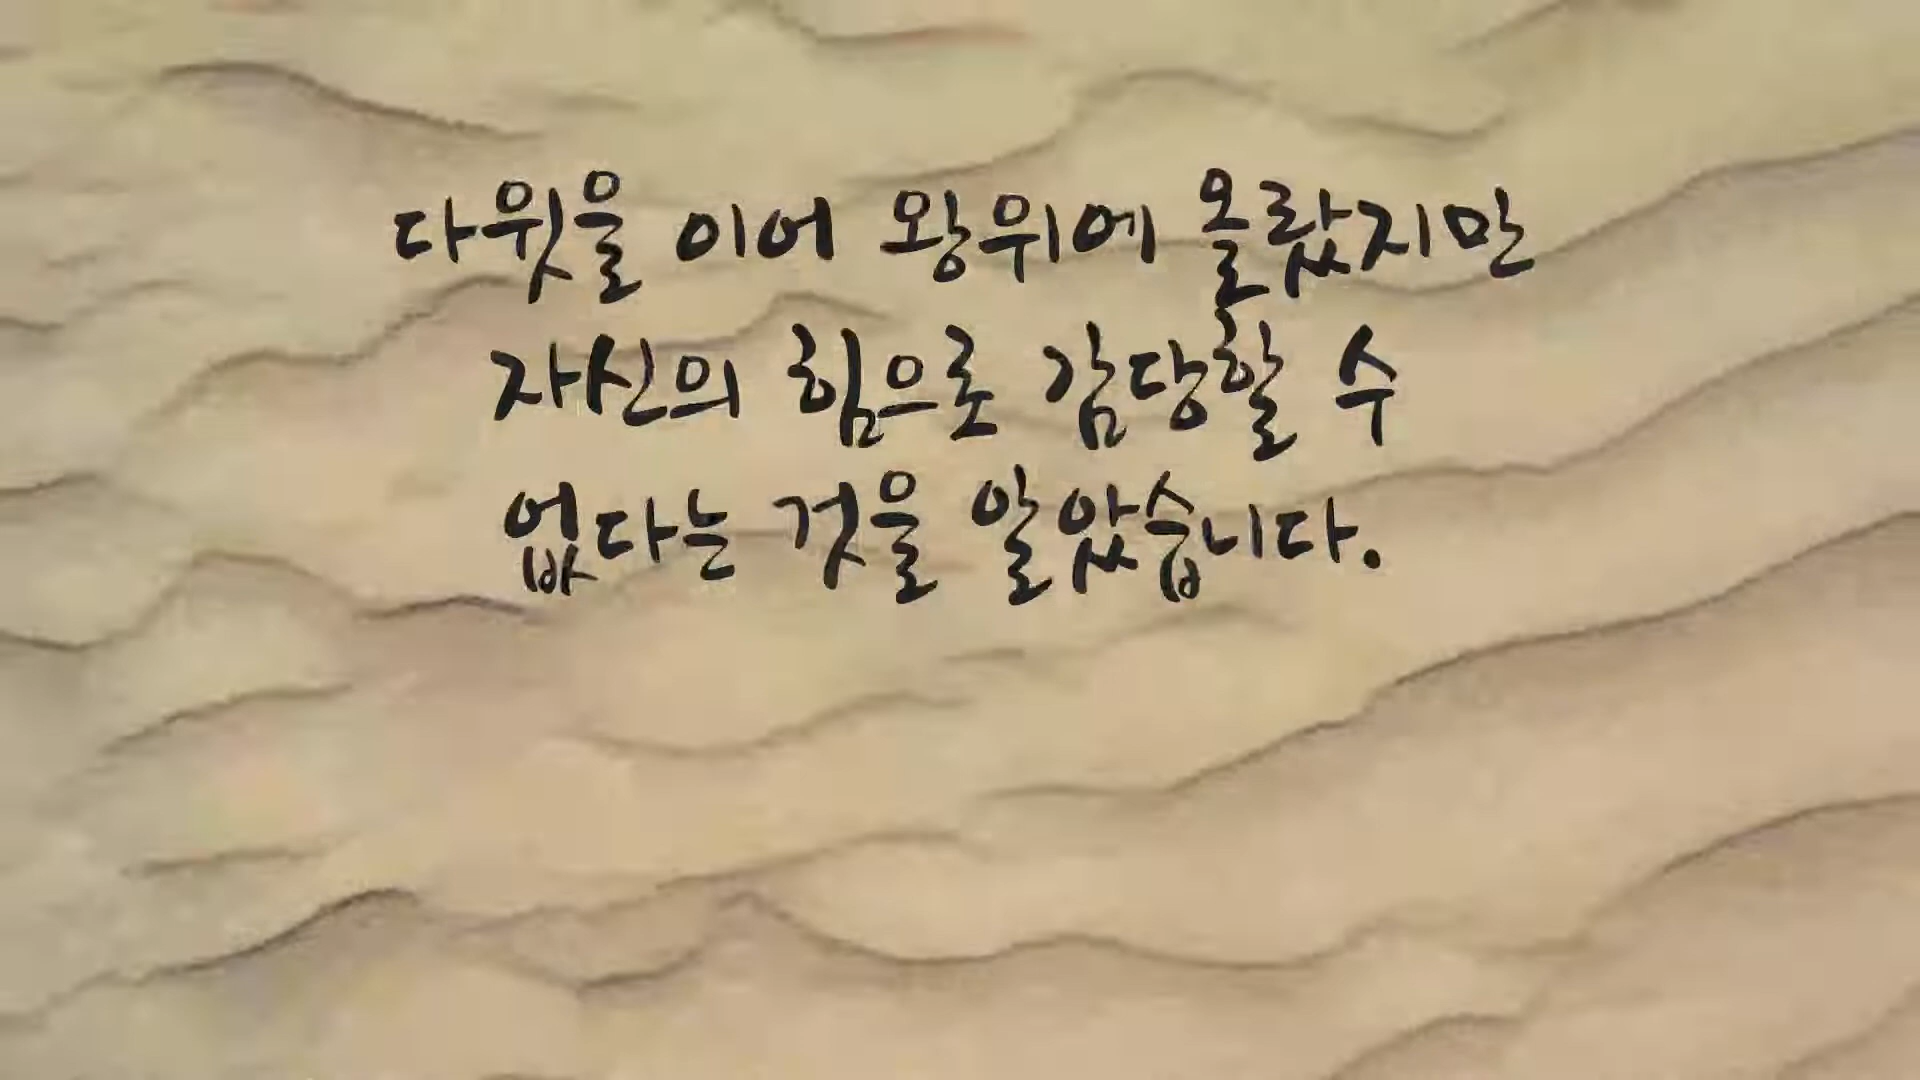 다윗을 이어 왕위에 올랐지만
자신의 힘으로 감당할 수
없다는 것을 알았습니다.